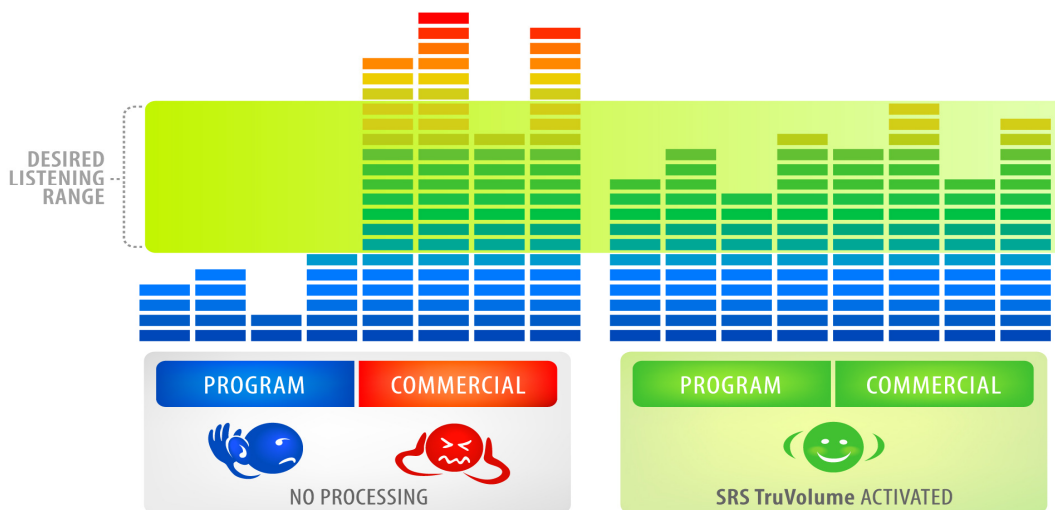 DESIRED
LISTENING
RANGE
PROGRAM
COMMERCIAL
NO PROCESSING
PROGRAM
COMMERCIAL
SRS TruVolume ACTIVATED